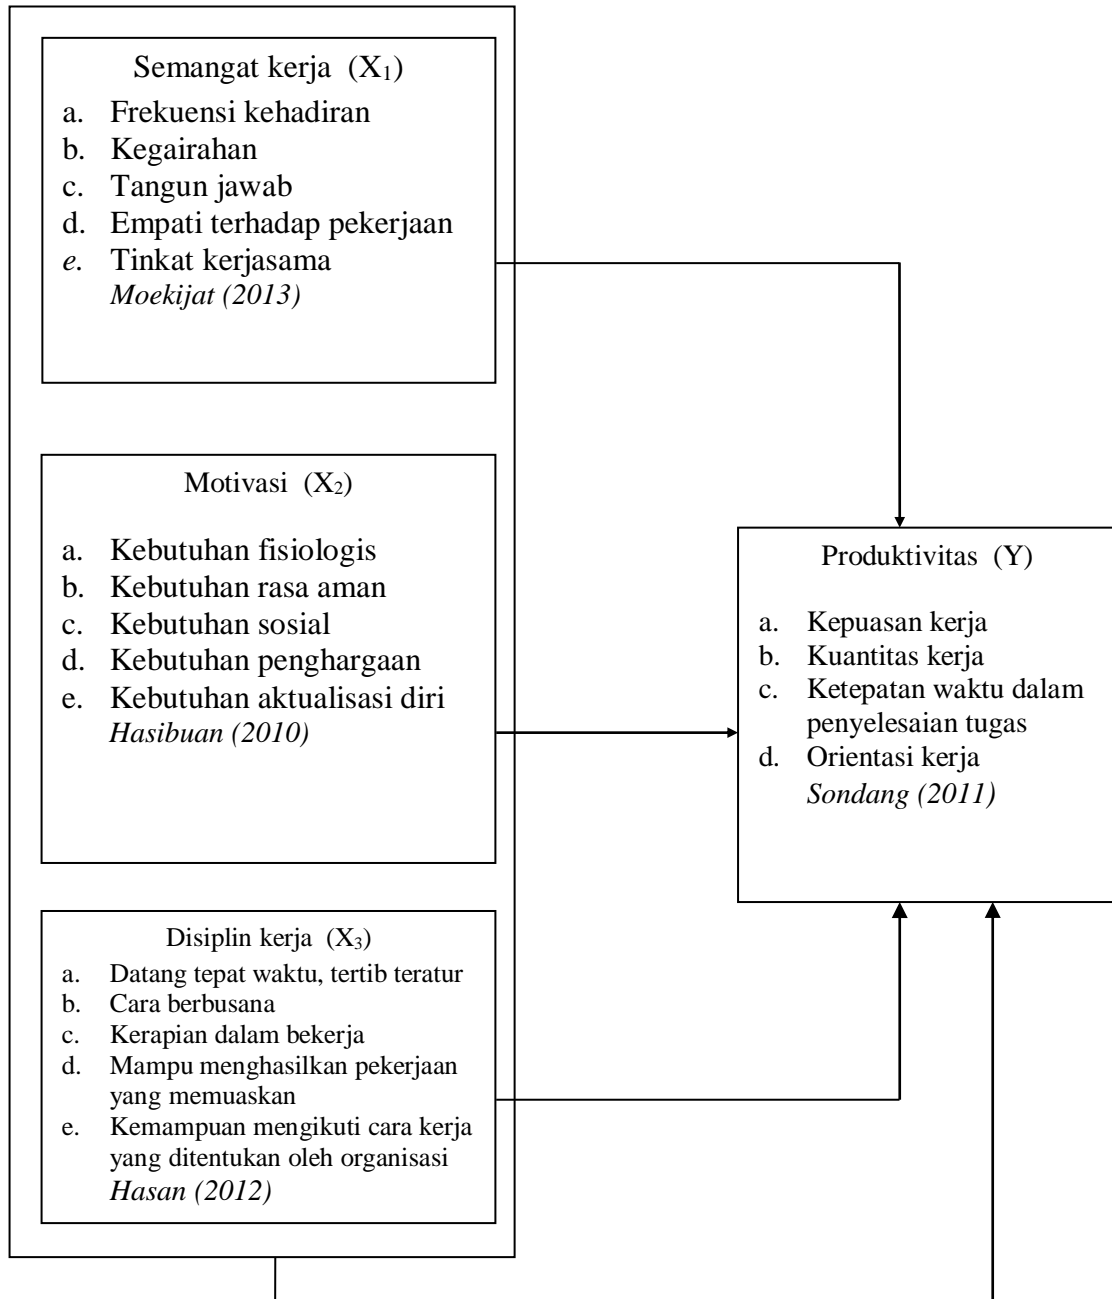 Semangat kerja (X₁)
a. Frekuensi kehadiran
b. Kegairahan
c. Tangun jawab
d. Empati terhadap pekerjaan
e. Tinkat kerjasama
Moekijat (2013)
Motivasi (X₂)
a. Kebutuhan fisiologis
b. Kebutuhan rasa aman
c. Kebutuhan sosial
d. Kebutuhan penghargaan
e. Kebutuhan aktualisasi diri
Hasibuan (2010)
Disiplin kerja (X₃)
a. Datang tepat waktu, tertib teratur
b. Cara berbusana
c. Kerapian dalam bekerja
d. Mampu menghasilkan pekerjaan
yang memuaskan
e. Kemampuan mengikuti cara kerja
yang ditentukan oleh organisasi
Hasan (2012)
Produktivitas (Y)
a. Kepuasan kerja
b. Kuantitas kerja
c. Ketepatan waktu dalam
penyelesaian tugas
d. Orientasi kerja
Sondang (2011)